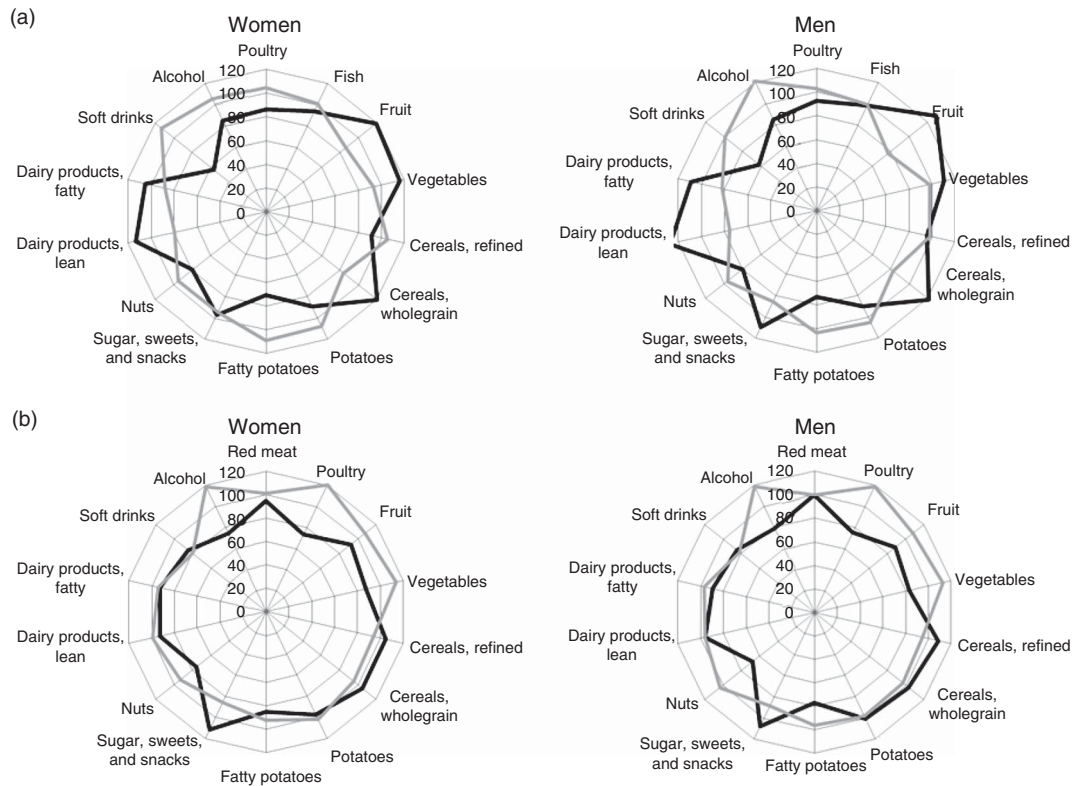 (a)
Women
Poultry
Fish
Fruit
Vegetables
Cereals, refined
Cereals,
wholegrain
Potatoes
Fatty potatoes
Sugar, sweets,
and snacks
Nuts
Dairy products,
lean
Dairy products,
fatty
Soft drinks
Alcohol
120
100
80
60
40
20
0
Men
Poultry
Fish
Fruit
Vegetables
Cereals, refined
Cereals,
wholegrain
Potatoes
Fatty potatoes
Sugar, sweets,
and snacks
Nuts
Dairy products,
lean
Dairy products,
fatty
Soft drinks
Alcohol
120
100
80
60
40
20
0
(b)
Women
Red meat
Poultry
Fruit
Vegetables
Cereals, refined
Cereals,
wholegrain
Potatoes
Fatty potatoes
Sugar, sweets,
and snacks
Nuts
Dairy products,
lean
Dairy products,
fatty
Soft drinks
Alcohol
120
100
80
60
40
20
0
Men
Red meat
Poultry
Fruit
Vegetables
Cereals, refined
Cereals,
wholegrain
Potatoes
Fatty potatoes
Sugar, sweets,
and snacks
Nuts
Dairy products,
lean
Dairy products,
fatty
Soft drinks
Alcohol
120
100
80
60
40
20
0